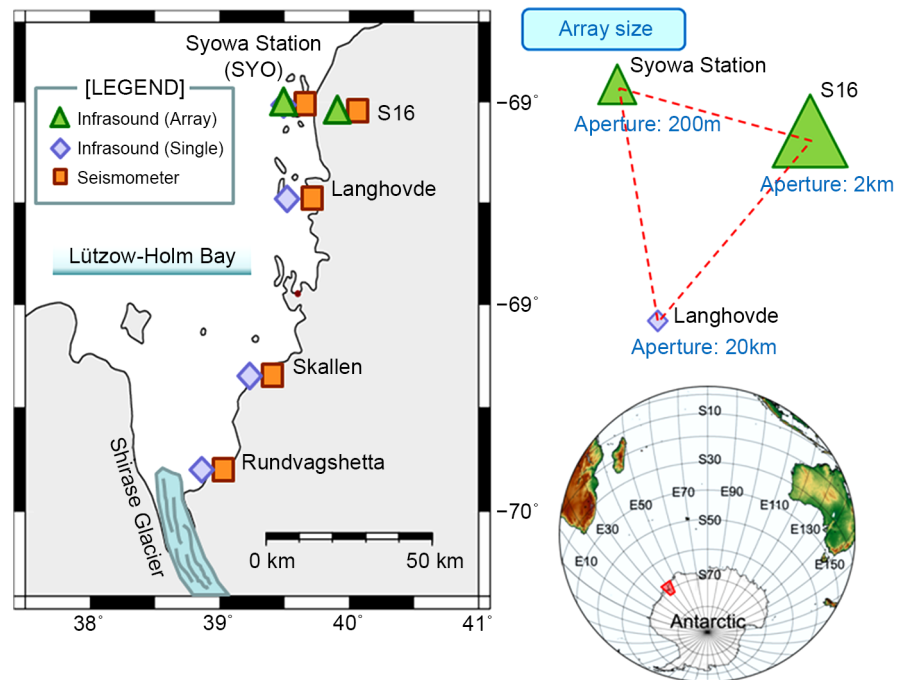 Syowa Station
(SYO)
[LEGEND]
Infrasound (Array)
Infrasound (Single)
Seismometer
S16
Langhovde
Lützow-Holm Bay
Skallen
Rundvagshetta
Shirase Glacier
0 km
50 km
38°
39°
40°
41°
−69°
−69°
−70°
Array size
Syowa Station
Aperture: 200m
S16
Aperture: 2km
Langhovde
Aperture: 20km
S10
S30
E50
E70
E90
E110
E30
S50
E130
E10
E150
S70
Antarctic